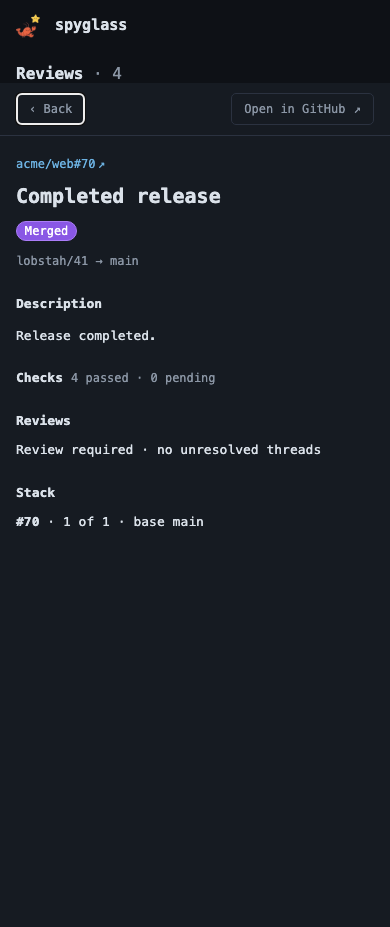 spyglass
Reviews · 4
‹ Back
Open in GitHub ↗
acme/web#70↗
Completed release
Merged
lobstah/41 → main
Description
Release completed.
Checks 4 passed · 0 pending
Reviews
Review required · no unresolved threads
Stack
#70 · 1 of 1 · base main